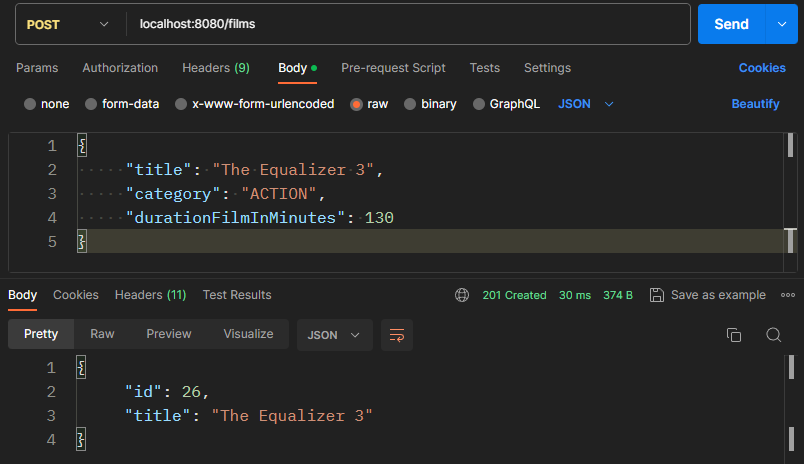 POST localhost:8080/films Send
Params Authorization Headers (9) Body Pre-request Script Tests Settings Cookies
none form-data x-www-form-urlencoded raw binary GraphQL JSON Beautify
1 {
2 "title": "The Equalizer 3",
3 "category": "ACTION",
4 "durationFilmInMinutes": 130
5 }
Body Cookies Headers (11) Test Results 201 Created 30 ms 374 B Save as example
Pretty Raw Preview Visualize JSON
1 {
2 "id": 26,
3 "title": "The Equalizer 3"
4 }